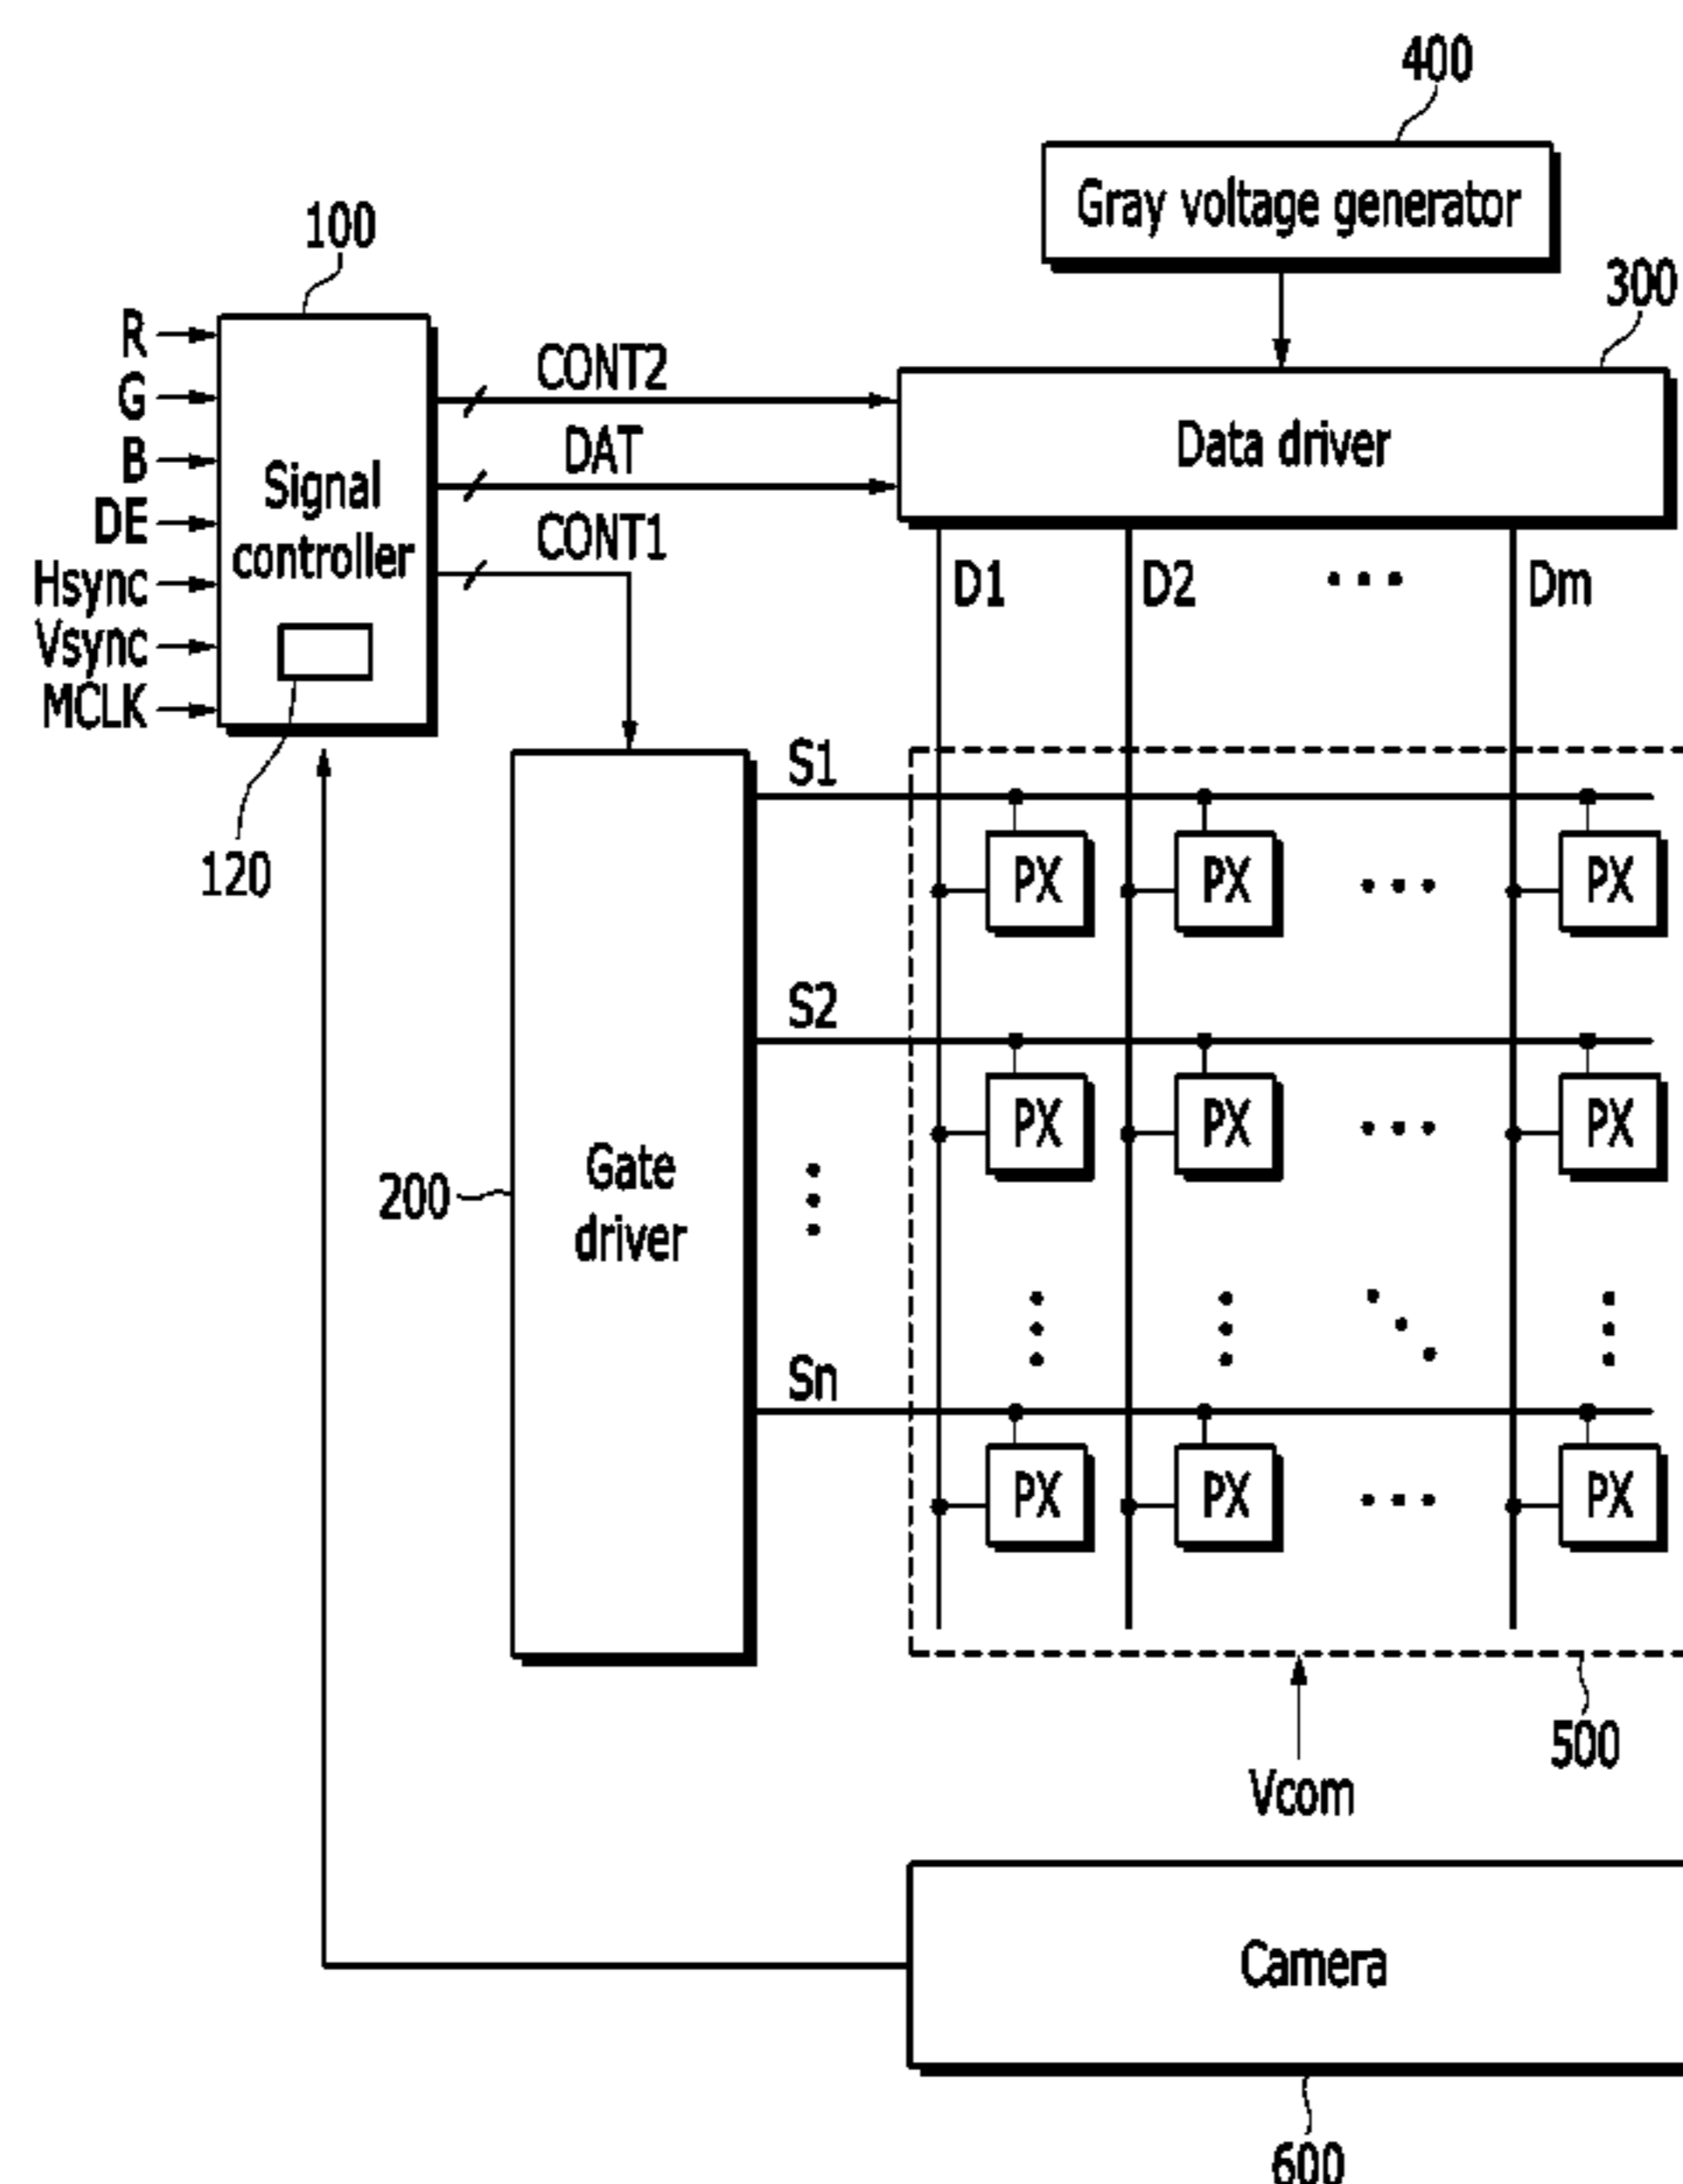 400
Gray voltage generator
100
300
R
G
B
DE
Hsync
Vsync
MCLK
Signal
controller
CONT2
DAT
CONT1
Data driver
D1 D2 ••• Dm
120
S1
PX PX ••• PX
S2
PX PX ••• PX
200
Gate
driver
Sn
PX PX ••• PX
500
Vcom
Camera
600